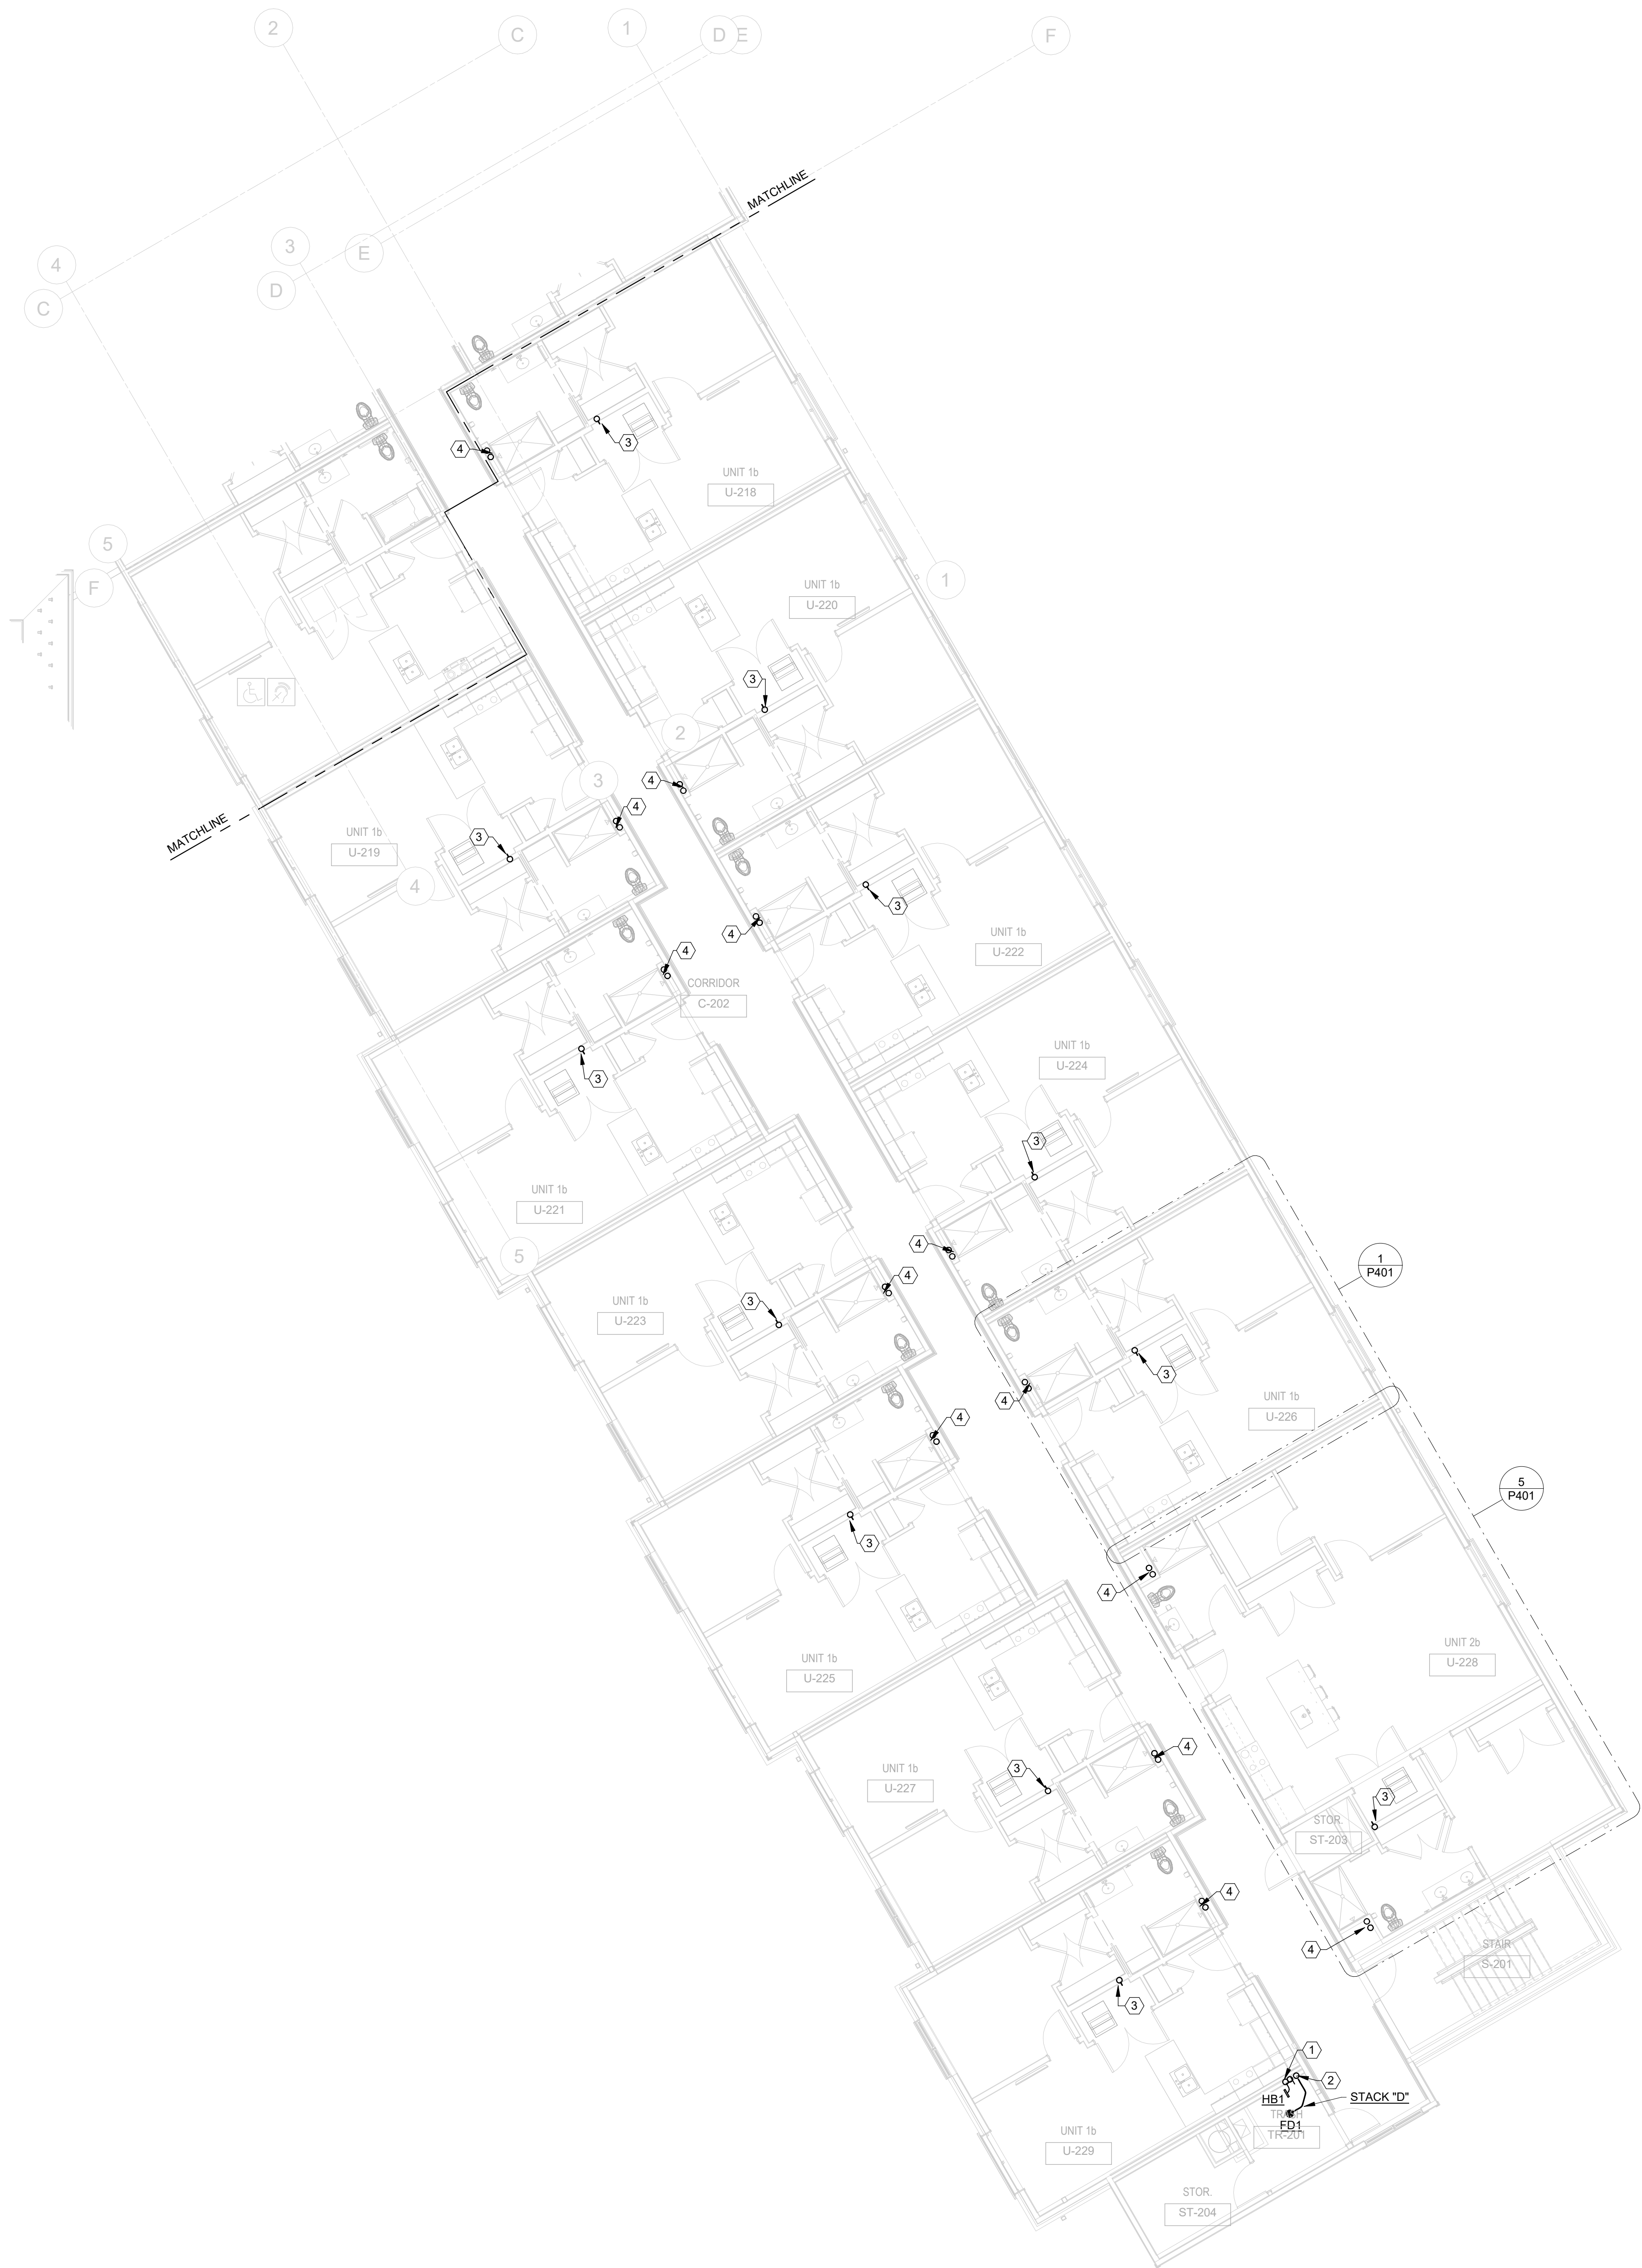 2
C
D
E
1
F
MATCHLINE
3
E
4
D
C
4
3
UNIT 1b
U-218
5
F
1
UNIT 1b
U-220
3
2
3
4
4
MATCHLINE
UNIT 1b
U-219
3
4
3
4
UNIT 1b
U-222
4
CORRIDOR
C-202
UNIT 1b
U-224
3
3
UNIT 1b
U-221
4
5
1
P401
4
UNIT 1b
U-223
3
3
4
UNIT 1b
U-226
4
5
P401
3
4
UNIT 2b
U-228
UNIT 1b
U-225
4
UNIT 1b
U-227
3
3
STOR.
ST-203
4
4
STAIR
S-201
3
1
2
HB1
STACK "D"
TRASH
FD1
TR-201
UNIT 1b
U-229
STOR.
ST-204